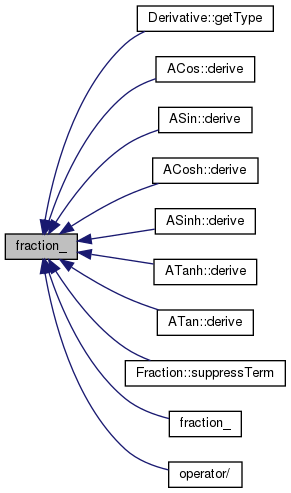 Derivative::getType
ACos::derive
ASin::derive
ACosh::derive
ASinh::derive
fraction_
ATanh::derive
ATan::derive
Fraction::suppressTerm
fraction_
operator/